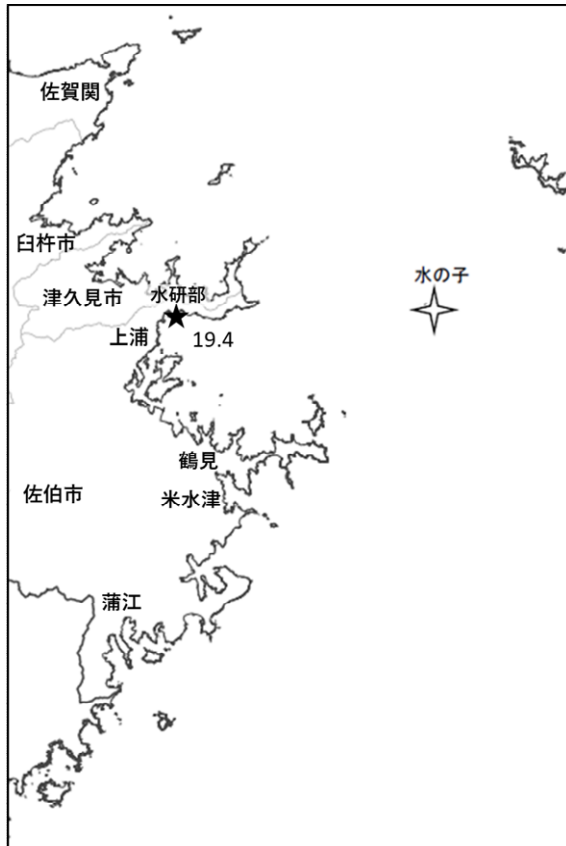 佐賀関
臼杵市
水の子
津久見市
水研部
上浦
19.4
鶴見
佐伯市
米水津
蒲江